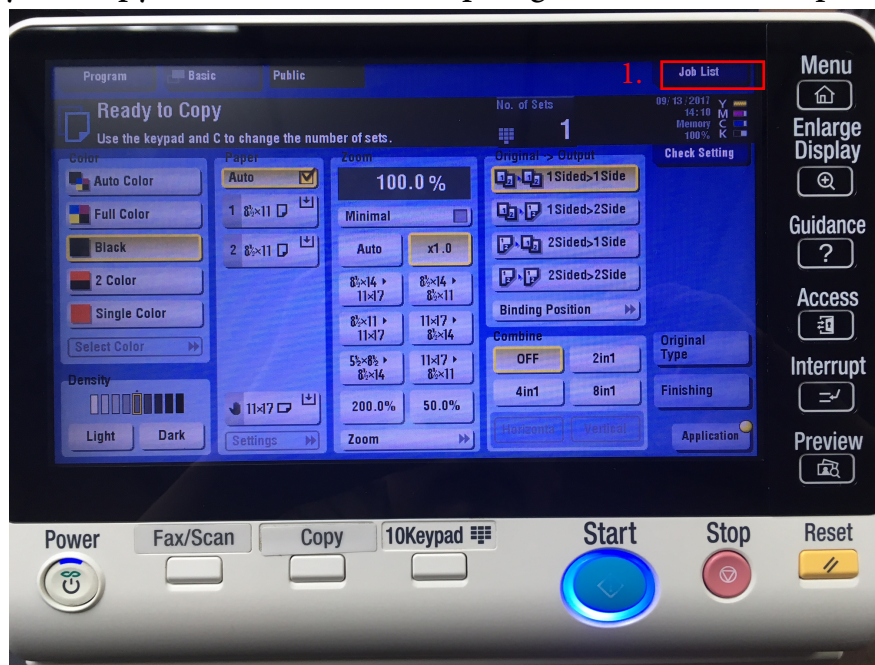 Program Basic Public 1. Job List
Ready to Copy
Use the keypad and C to change the number of sets.
No. of Sets
1
09/13/2017
14:10
Memory
100%
Y
M
C
K
Check Setting
Color
Auto Color
Full Color
Black
2 Color
Single Color
Select Color
Density
Light Dark
Paper
Auto
1 8½×11
2 8½×11
11×17
Settings
Zoom
100.0 %
Minimal
Auto x1.0
8½×14 ▸ 11×17
8½×14 ▸ 8½×11
8½×11 ▸ 11×17
11×17 ▸ 8½×14
5½×8½ ▸ 8½×14
11×17 ▸ 8½×11
200.0% 50.0%
Zoom
Original -> Output
1Sided>1Side
1Sided>2Side
2Sided>1Side
2Sided>2Side
Binding Position
Combine
OFF 2in1
4in1 8in1
Horizontal Vertical
Original
Type
Finishing
Application
Menu
Enlarge
Display
Guidance
?
Access
Interrupt
Preview
Power Fax/Scan Copy 10Keypad Start Stop Reset